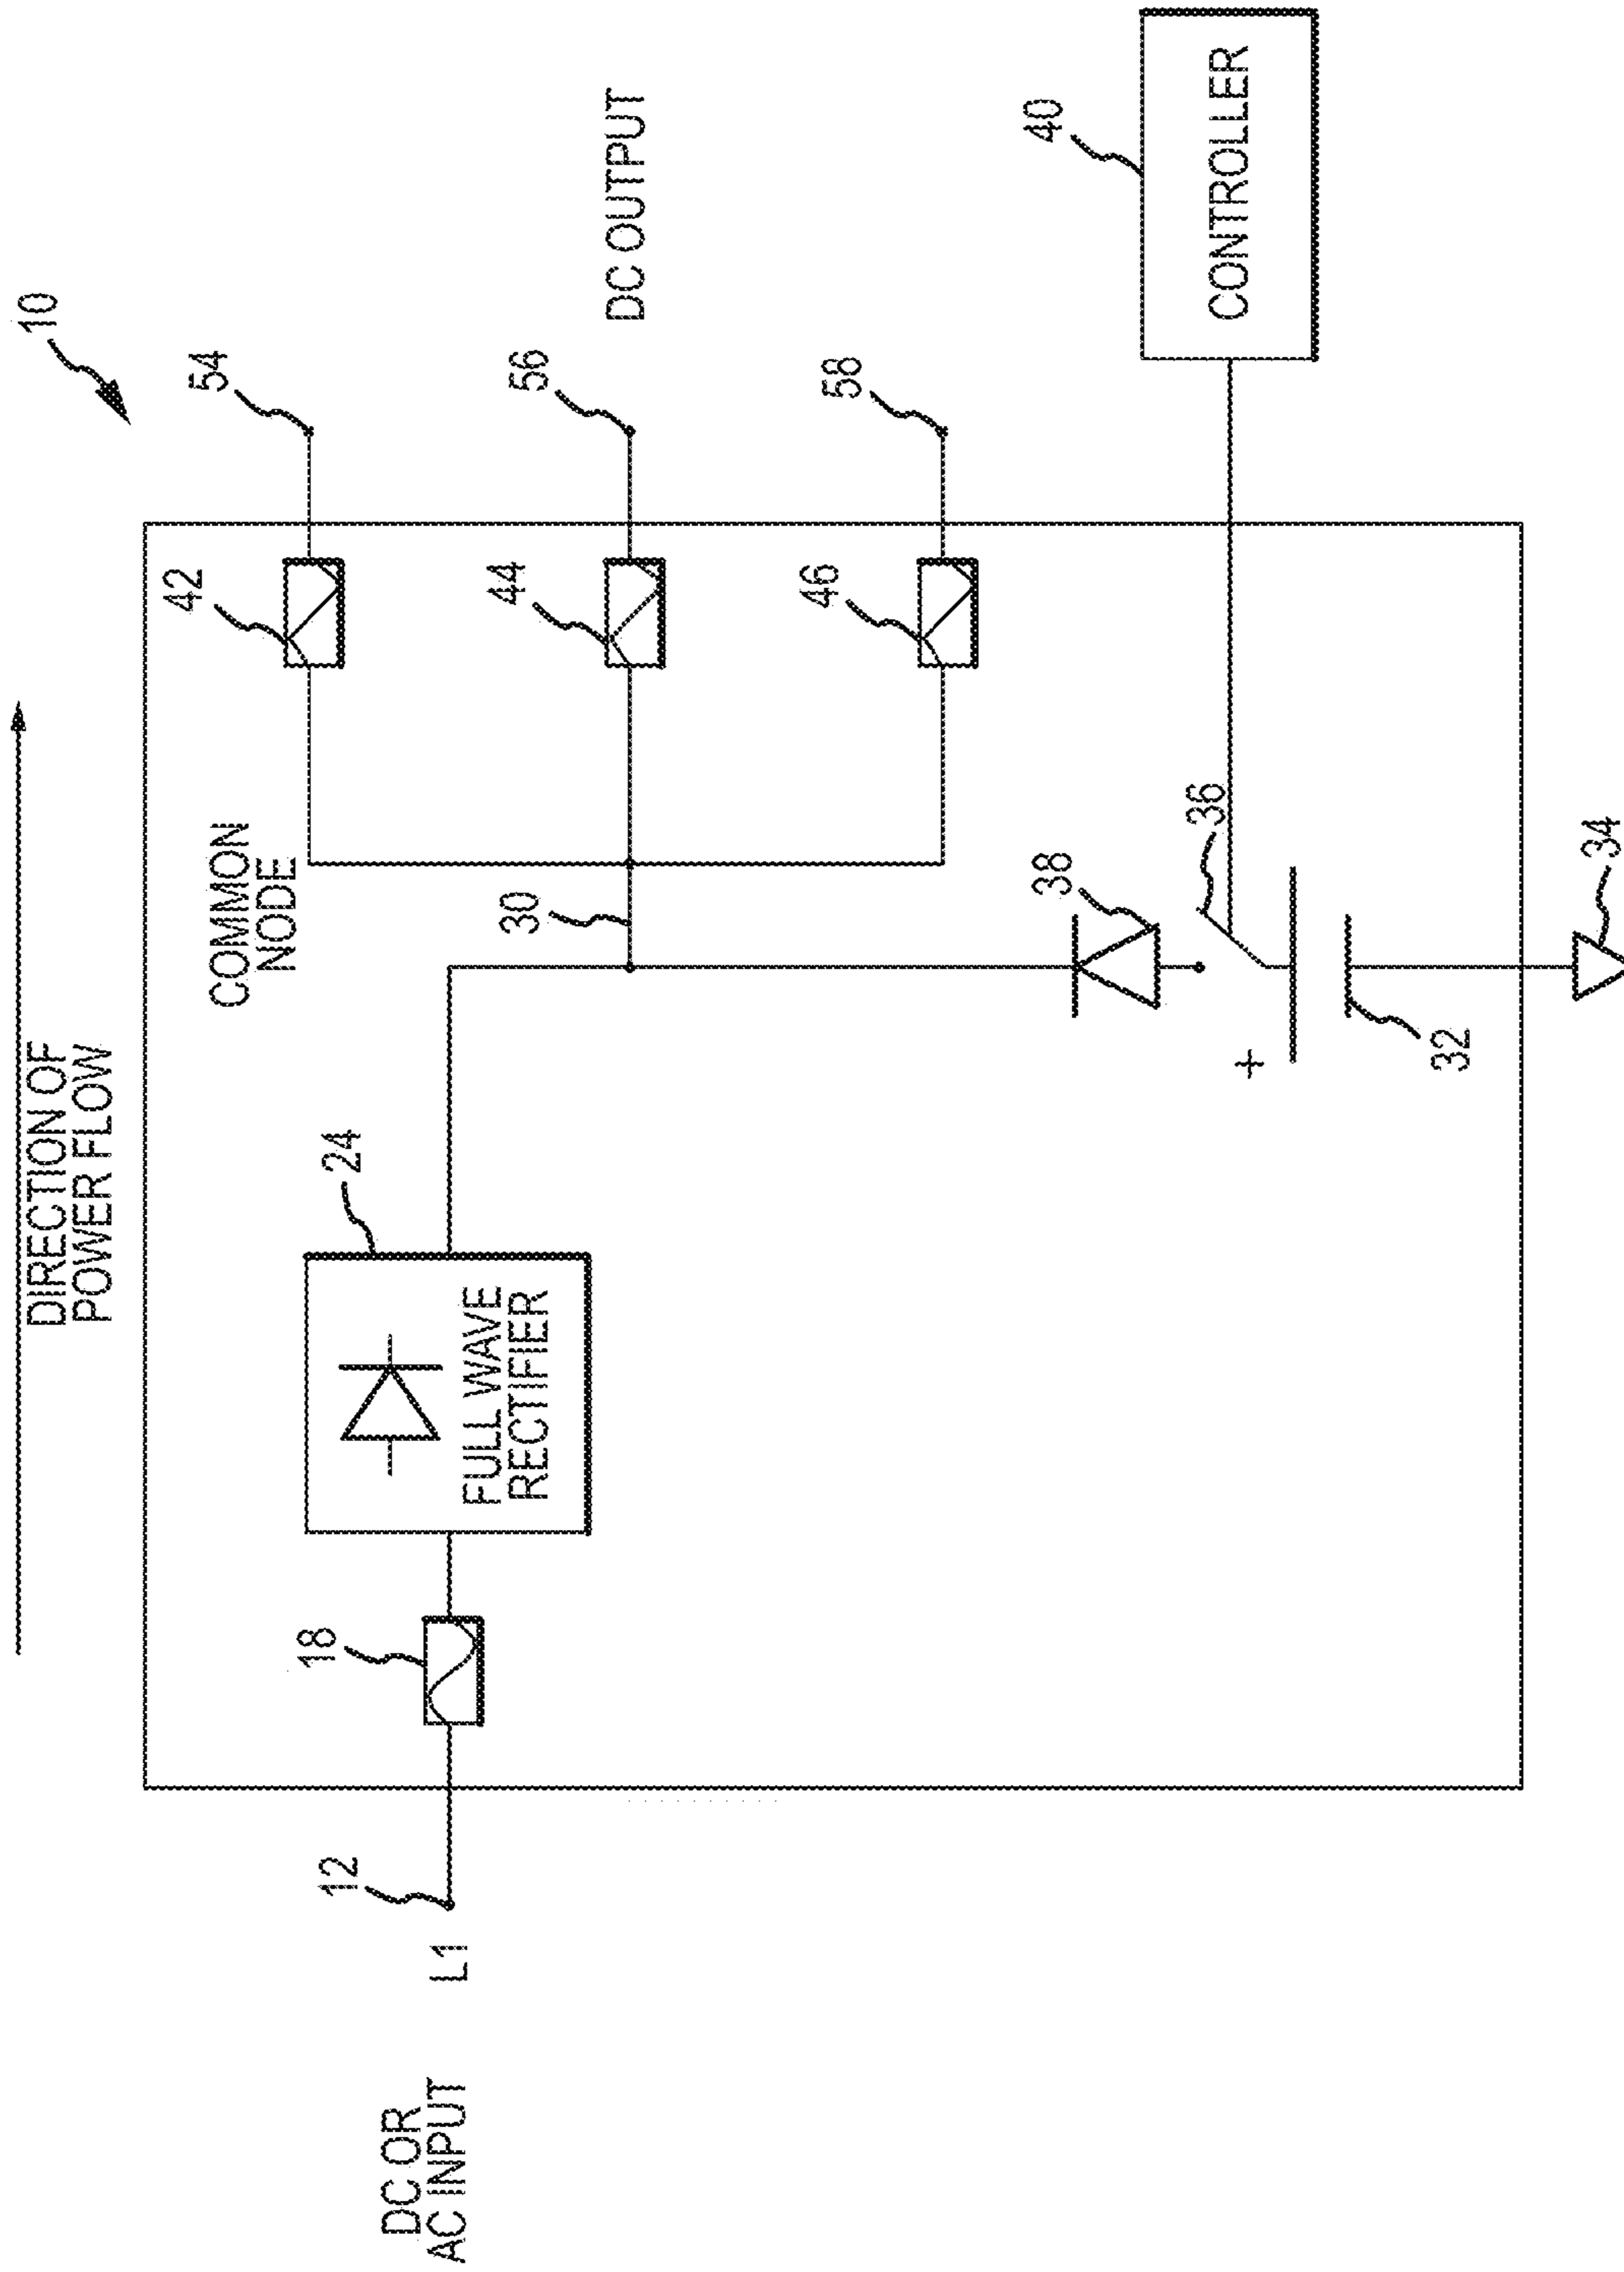 DIRECTION OF
POWER FLOW
10
DC OR
AC INPUT
L1
12
18
24
FULL WAVE
RECTIFIER
COMMON
NODE
30
42
44
46
54
56
58
DC OUTPUT
38
36
+
32
34
40
CONTROLLER